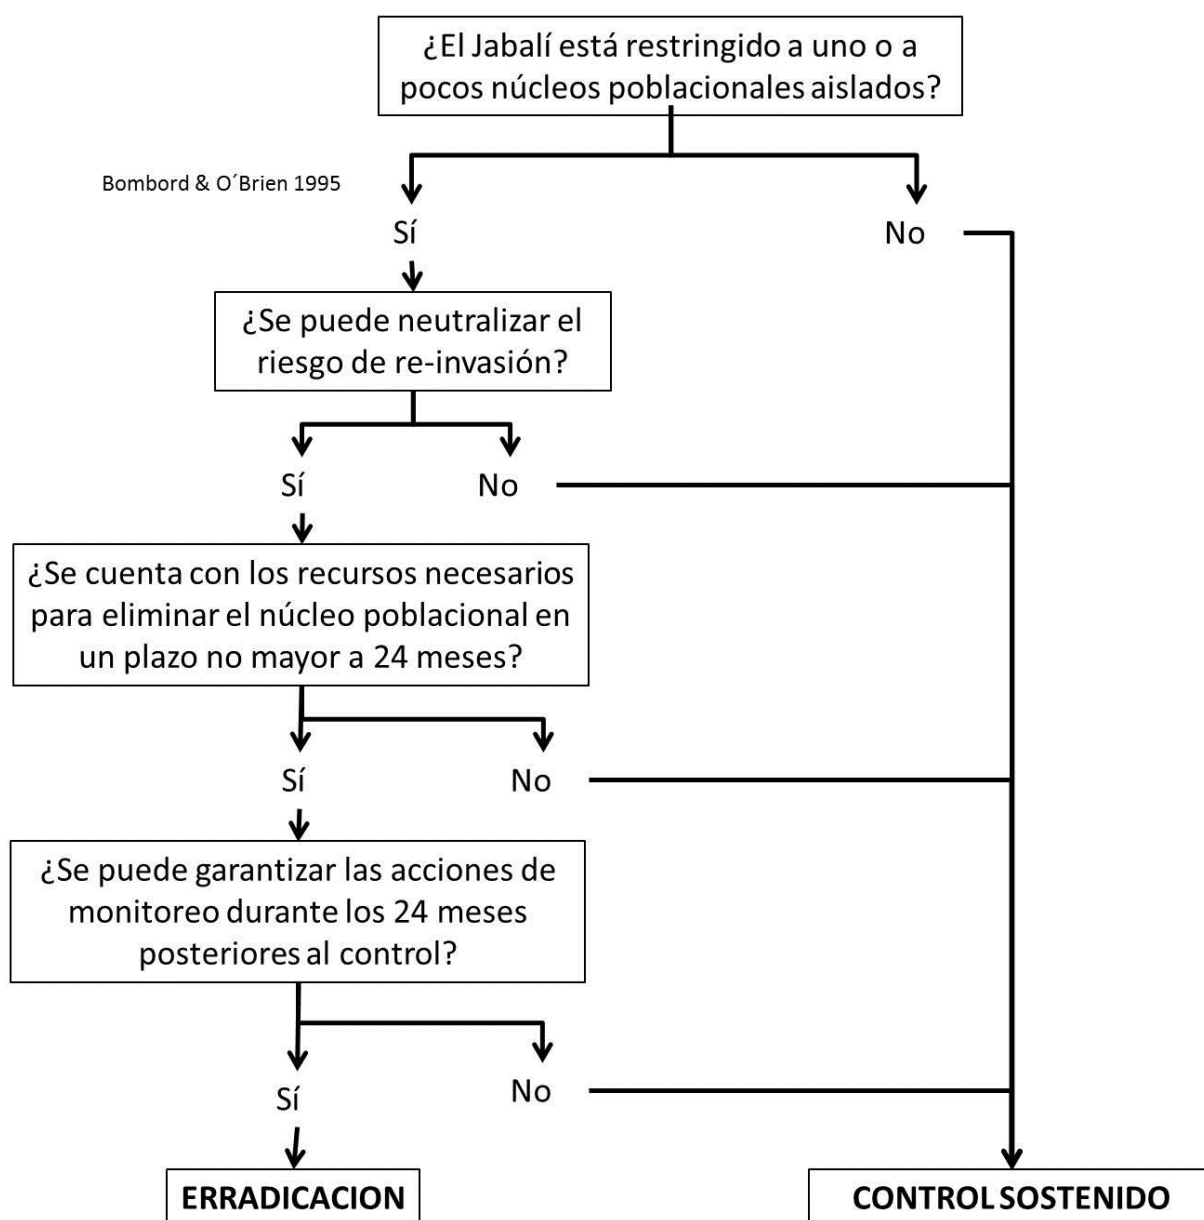 ¿El Jabalí está restringido a uno o a
pocos núcleos poblacionales aislados?
Bombord & O´Brien 1995
Sí
No
¿Se puede neutralizar el
riesgo de re-invasión?
Sí
No
¿Se cuenta con los recursos necesarios
para eliminar el núcleo poblacional en
un plazo no mayor a 24 meses?
Sí
No
¿Se puede garantizar las acciones de
monitoreo durante los 24 meses
posteriores al control?
Sí
No
ERRADICACION
CONTROL SOSTENIDO